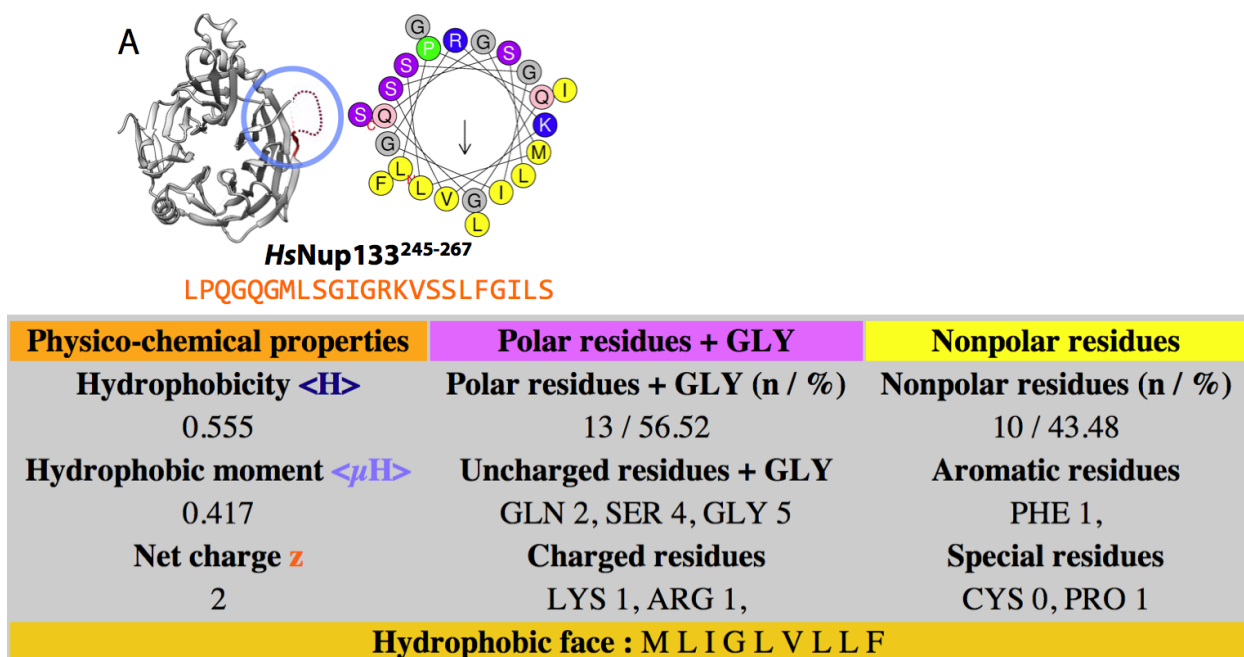 A
G
P R G S
S G
S Q I
S Q K
C
G M
L L
F N L V G I
L
HsNup133245-267
LPQGQGMLSGIGRKVSSLFGILS
Physico-chemical properties Polar residues + GLY Nonpolar residues
Hydrophobicity <H> Polar residues + GLY (n / %) Nonpolar residues (n / %)
0.555 13 / 56.52 10 / 43.48
Hydrophobic moment <μH> Uncharged residues + GLY Aromatic residues
0.417 GLN 2, SER 4, GLY 5 PHE 1,
Net charge z Charged residues Special residues
2 LYS 1, ARG 1, CYS 0, PRO 1
Hydrophobic face : M L I G L V L L F